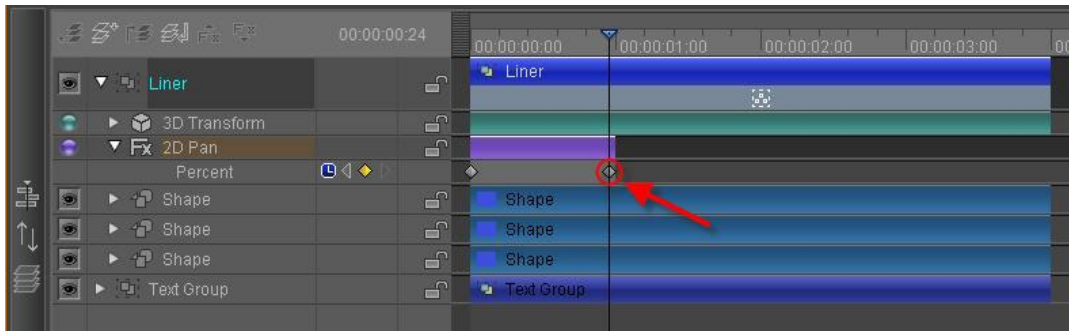 00:00:00:24
00:00:00:00 00:00:01:00 00:00:02:00 00:00:03:00 00
Liner Liner
3D Transform
Fx 2D Pan
Percent
Shape Shape
Shape Shape
Shape Shape
Text Group Text Group